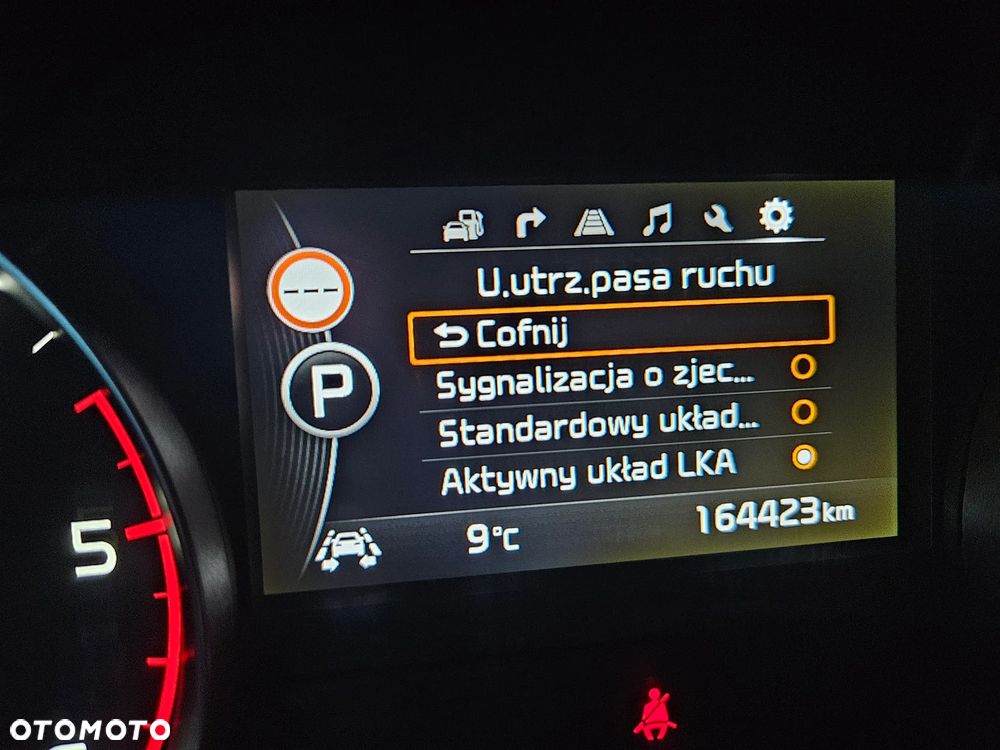 U.utrz.pasa ruchu
Cofnij
---
P
Sygnalizacja o zjec...
Standardowy układ...
Aktywny układ LKA
9°C
164423km
5
OTOMOTO